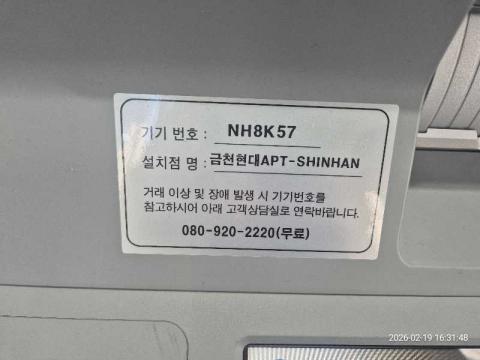 기기 번호 : NH8K57
설치점 명 : 금천현대APT-SHINHAN
거래 이상 및 장애 발생 시 기기번호를
참고하시어 아래 고객상담실로 연락바랍니다.
080-920-2220(무료)
2026-02-19 16:31:48